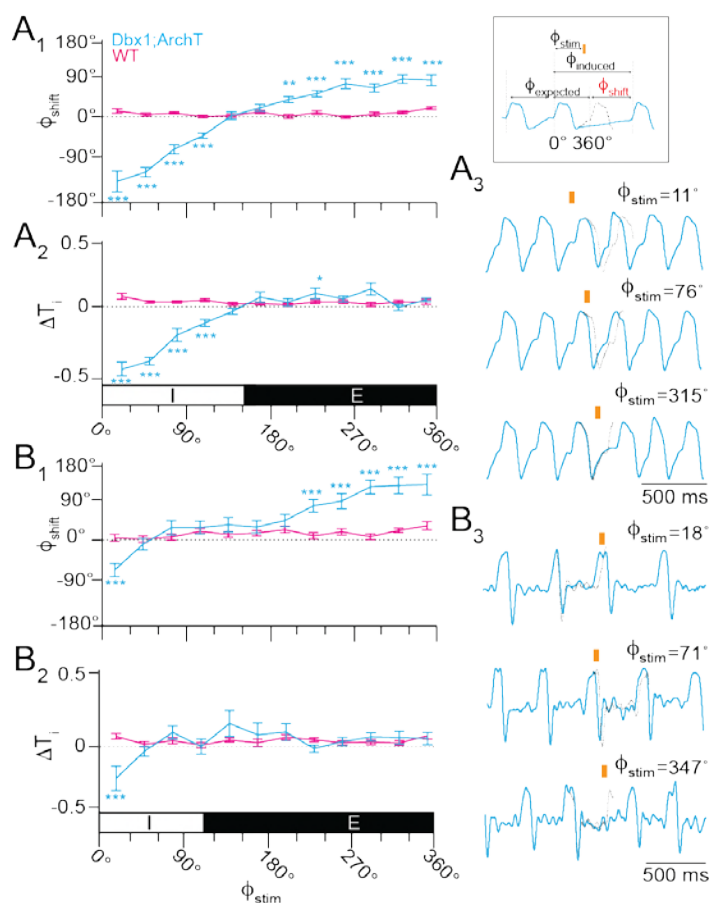 A1
180°
90°
0°
-90°
-180°
ϕshift
Dbx1;ArchT
WT
***
***
***
***
**
***
***
***
***
***
ϕstim
ϕinduced
ϕexpected
ϕshift
0° 360°
A2
0.5
0
-0.5
ΔTi
***
***
***
***
*
I
E
0°
90°
180°
270°
360°
A3
ϕstim=11°
ϕstim=76°
ϕstim=315°
500 ms
B1
180°
90°
0°
-90°
-180°
ϕshift
***
***
***
***
***
***
B2
0.5
0
-0.5
ΔTi
***
I
E
0°
90°
180°
270°
360°
ϕstim
B3
ϕstim=18°
ϕstim=71°
ϕstim=347°
500 ms